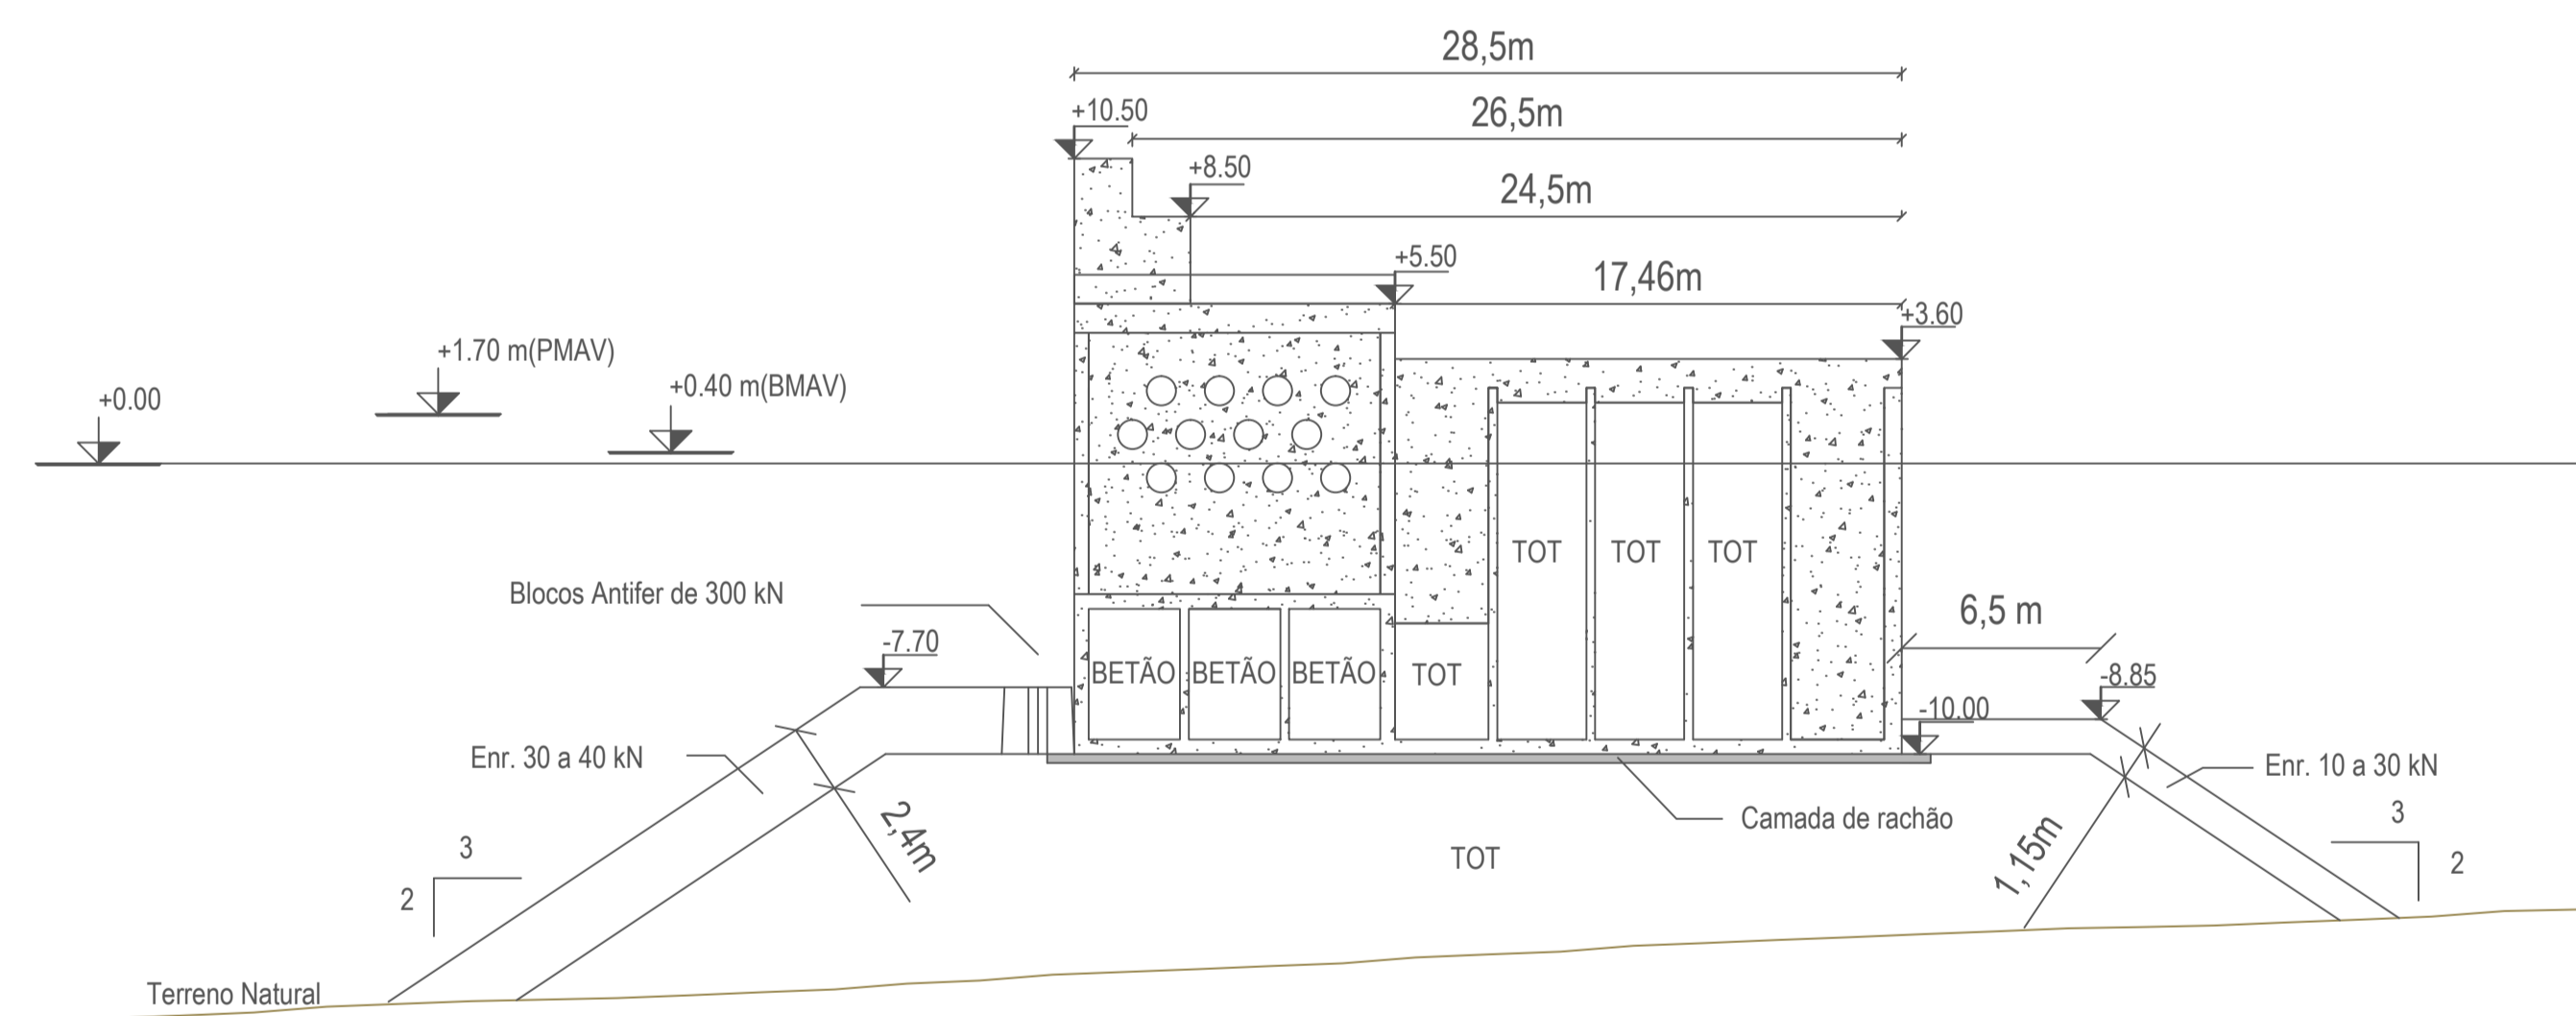 28,5m
+10.50
26,5m
+8.50
24,5m
+5.50
17,46m
+3.60
+1.70 m(PMAV)
+0.40 m(BMAV)
+0.00
TOT
TOT
TOT
Blocos Antifer de 300 kN
6,5 m
-7.70
BETÃO
BETÃO
BETÃO
TOT
-8.85
-10.00
Enr. 30 a 40 kN
Enr. 10 a 30 kN
2,4m
Camada de rachão
3
2
TOT
1,15m
3
2
Terreno Natural